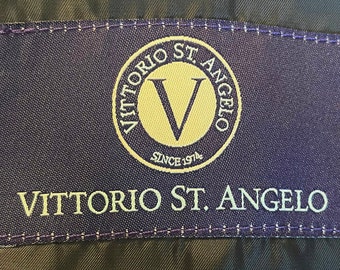 VITTORIO ST. ANGELO
V
SINCE 1974
VITTORIO ST. ANGELO